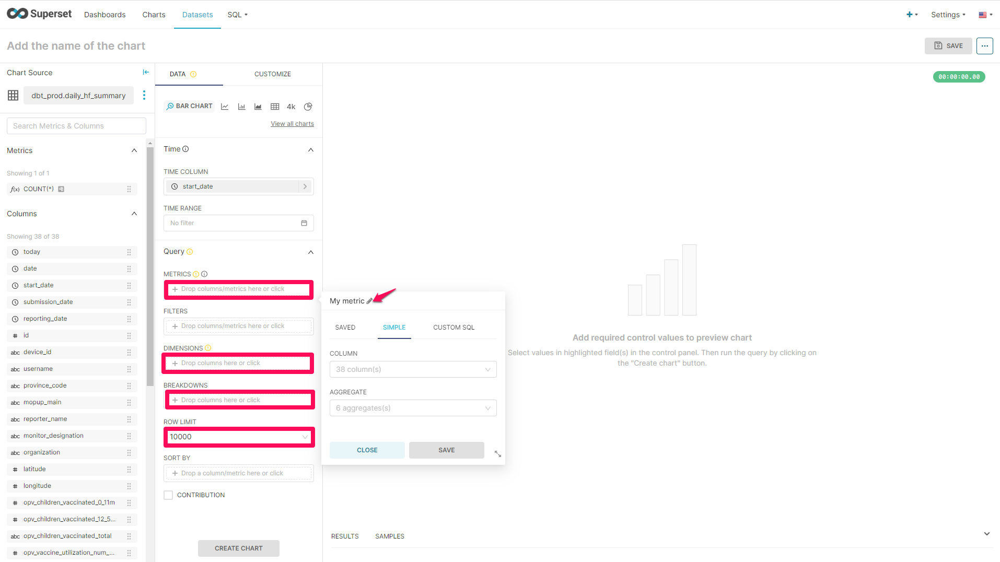 Superset
Dashboards
Charts
Datasets
SQL
Settings
Add the name of the chart
SAVE
Chart Source
dbt_prod.daily_hf_summary
Search Metrics & Columns
Metrics
Showing 1 of 1
f(x) COUNT(*)
Columns
Showing 38 of 38
today
date
start_date
submission_date
reporting_date
# id
abc device_id
abc username
abc province_code
abc mopup_main
abc reporter_name
abc monitor_designation
abc organization
# latitude
# longitude
# opv_children_vaccinated_0_11m
# opv_children_vaccinated_12_5...
abc opv_children_vaccinated_total
# opv_vaccine_utilization_num_...
DATA
CUSTOMIZE
BAR CHART
4k
View all charts
Time
TIME COLUMN
start_date
TIME RANGE
No filter
Query
METRICS
+ Drop columns/metrics here or click
FILTERS
+ Drop columns/metrics here or click
DIMENSIONS
+ Drop columns here or click
BREAKDOWNS
+ Drop columns here or click
ROW LIMIT
10000
SORT BY
+ Drop a column/metric here or click
CONTRIBUTION
CREATE CHART
My metric
SAVED
SIMPLE
CUSTOM SQL
COLUMN
38 column(s)
AGGREGATE
6 aggregates(s)
CLOSE
SAVE
00:00:00.00
Add required control values to preview chart
Select values in highlighted field(s) in the control panel. Then run the query by clicking on
the "Create chart" button.
RESULTS
SAMPLES